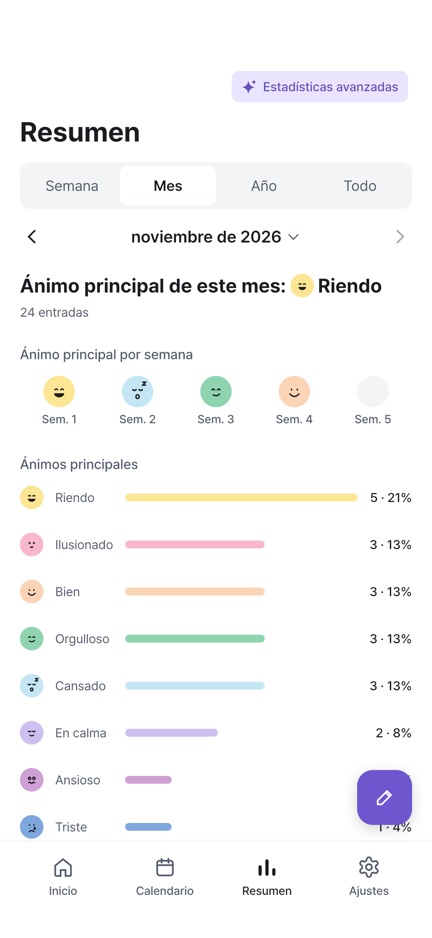 Estadísticas avanzadas
Resumen
Semana Mes Año Todo
noviembre de 2026
Ánimo principal de este mes: Riendo
24 entradas
Ánimo principal por semana
Sem. 1 Sem. 2 Sem. 3 Sem. 4 Sem. 5
Ánimos principales
Riendo 5 · 21%
Ilusionado 3 · 13%
Bien 3 · 13%
Orgulloso 3 · 13%
Cansado 3 · 13%
En calma 2 · 8%
Ansioso
Triste 1 · 4%
Inicio Calendario Resumen Ajustes